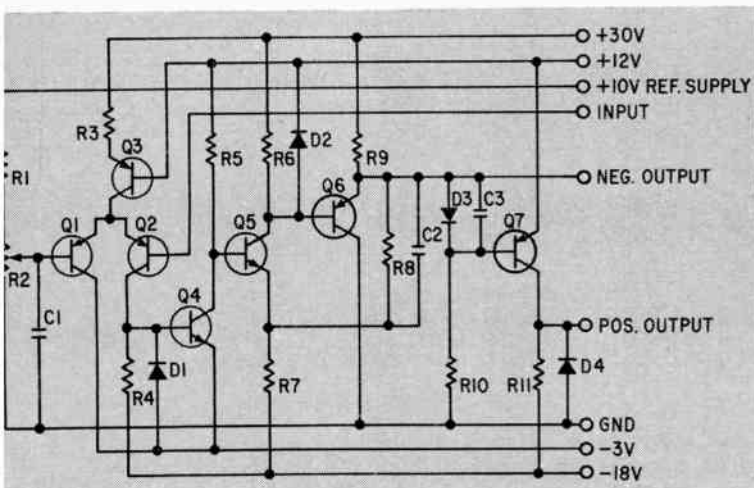 +30V
+12V
+10V REF. SUPPLY
INPUT
R3
Q3
R5
R6
D2
R9
R1
Q6
NEG. OUTPUT
Q1
Q2
Q5
D3
C3
Q7
R2
Q4
R8
C2
C1
POS. OUTPUT
R4
D1
R7
R10
R11
D4
GND
-3V
-18V